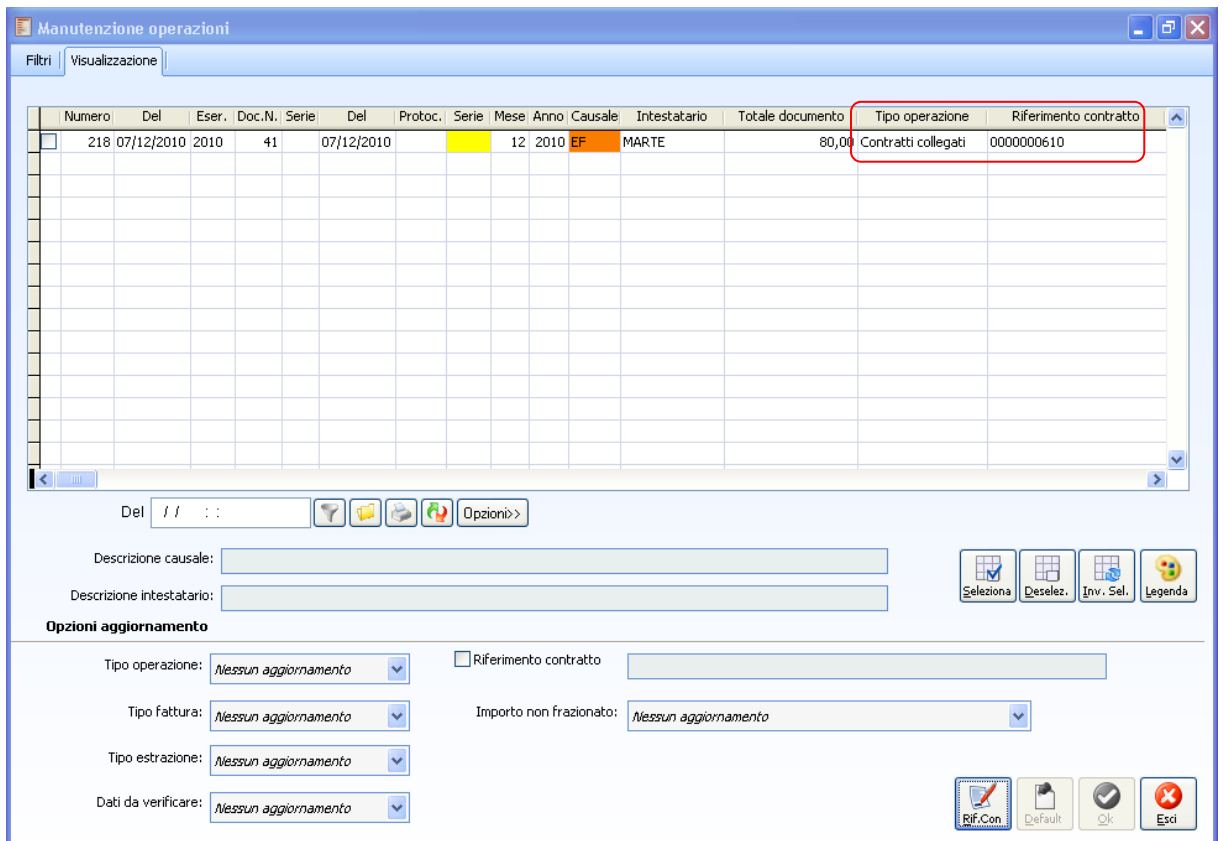 Manutenzione operazioni
Filtri Visualizzazione
Numero Del Eser. Doc.N. Serie Del Protoc. Serie Mese Anno Causale Intestatario Totale documento Tipo operazione Riferimento contratto
218 07/12/2010 2010 41 07/12/2010 12 2010 EF MARTE 80,00 Contratti collegati 0000000610
Del / / : : Opzioni>>
Descrizione causale:
Seleziona Deselez. Inv. Sel. Legenda
Descrizione intestatario:
Opzioni aggiornamento
Tipo operazione: Nessun aggiornamento Riferimento contratto
Tipo fattura: Nessun aggiornamento Importo non frazionato: Nessun aggiornamento
Tipo estrazione: Nessun aggiornamento
Dati da verificare: Nessun aggiornamento
Rif.Con Default Ok Esci